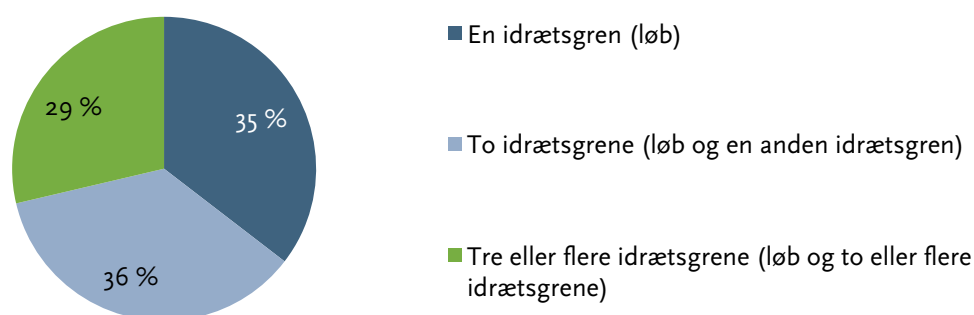 En idrætsgren (løb)
29 %
35 %
To idrætsgrene (løb og en anden idrætsgren)
Tre eller flere idrætsgrene (løb og to eller flere
idrætsgrene)
36 %